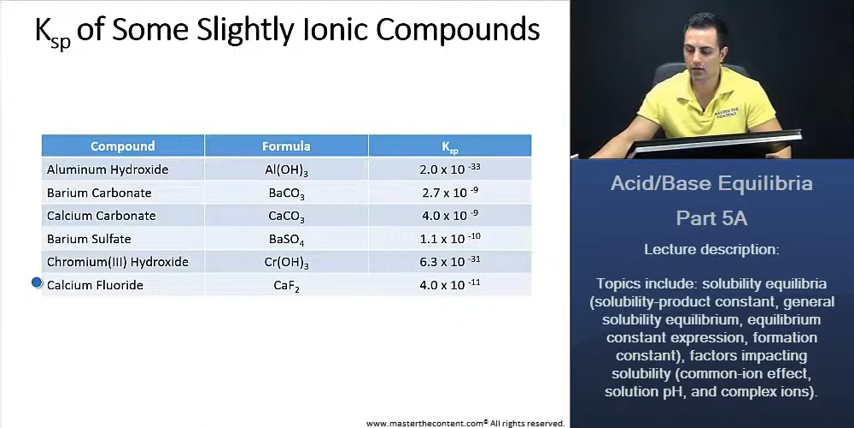 Ksp of Some Slightly Ionic Compounds
Compound Formula Ksp
Aluminum Hydroxide Al(OH)3 2.0 x 10 -33
Barium Carbonate BaCO3 2.7 x 10 -9
Calcium Carbonate CaCO3 4.0 x 10 -9
Barium Sulfate BaSO4 1.1 x 10 -10
Chromium(III) Hydroxide Cr(OH)3 6.3 x 10 -31
Calcium Fluoride CaF2 4.0 x 10 -11
www.masterthecontent.com© All rights reserved.
MASTER THE
CONTENT
Acid/Base Equilibria
Part 5A
Lecture description:
Topics include: solubility equilibria
(solubility-product constant, general
solubility equilibrium, equilibrium
constant expression, formation
constant), factors impacting
solubility (common-ion effect,
solution pH, and complex ions).